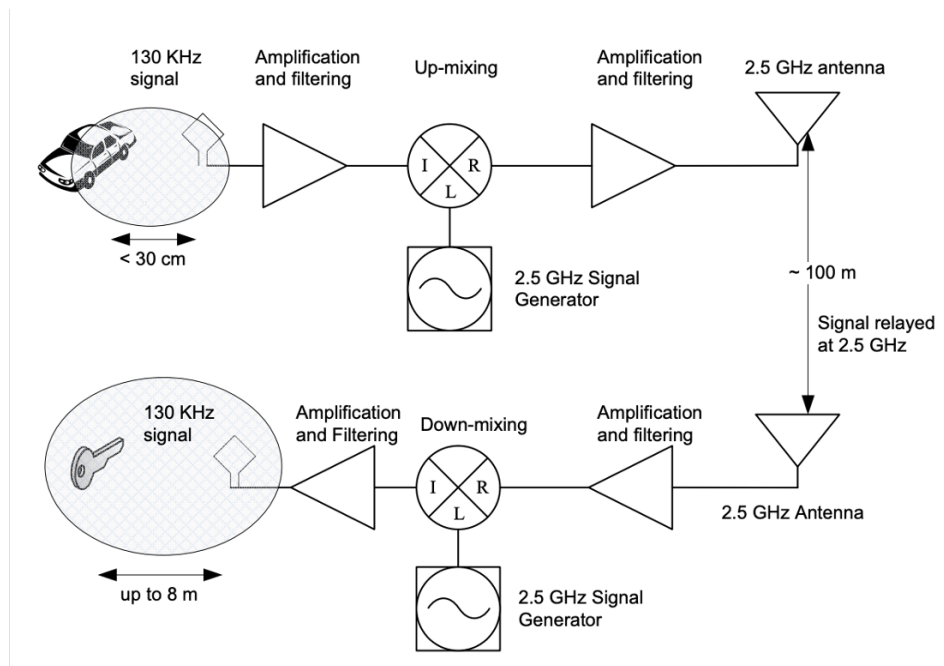 130 KHz
signal
Amplification
and filtering
Up-mixing
Amplification
and filtering
2.5 GHz antenna
I
R
L
< 30 cm
2.5 GHz Signal
Generator
~ 100 m
Signal relayed
at 2.5 GHz
130 KHz
signal
Amplification
and Filtering
Down-mixing
Amplification
and filtering
I
R
L
2.5 GHz Antenna
up to 8 m
2.5 GHz Signal
Generator